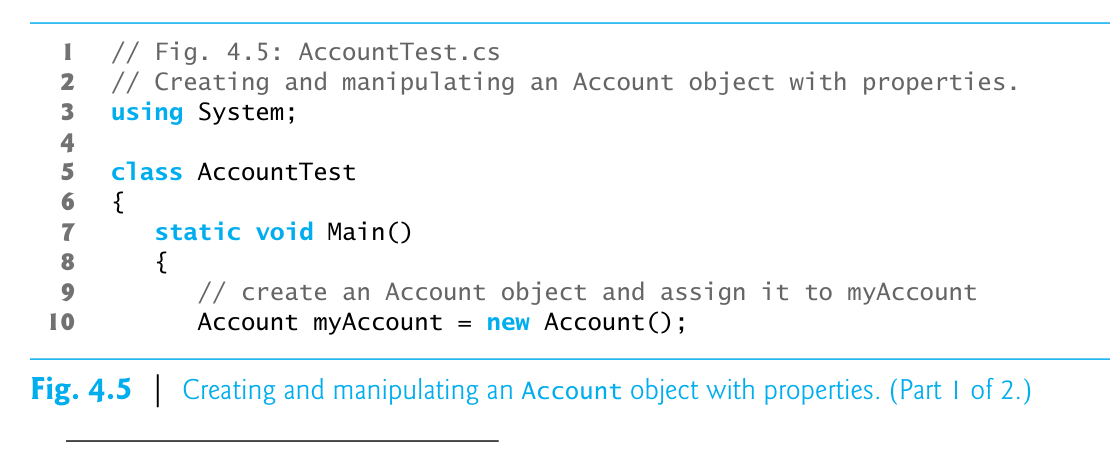 1 // Fig. 4.5: AccountTest.cs
2 // Creating and manipulating an Account object with properties.
3 using System;
4
5 class AccountTest
6 {
7    static void Main()
8    {
9       // create an Account object and assign it to myAccount
10       Account myAccount = new Account();
Fig. 4.5 | Creating and manipulating an Account object with properties. (Part 1 of 2.)